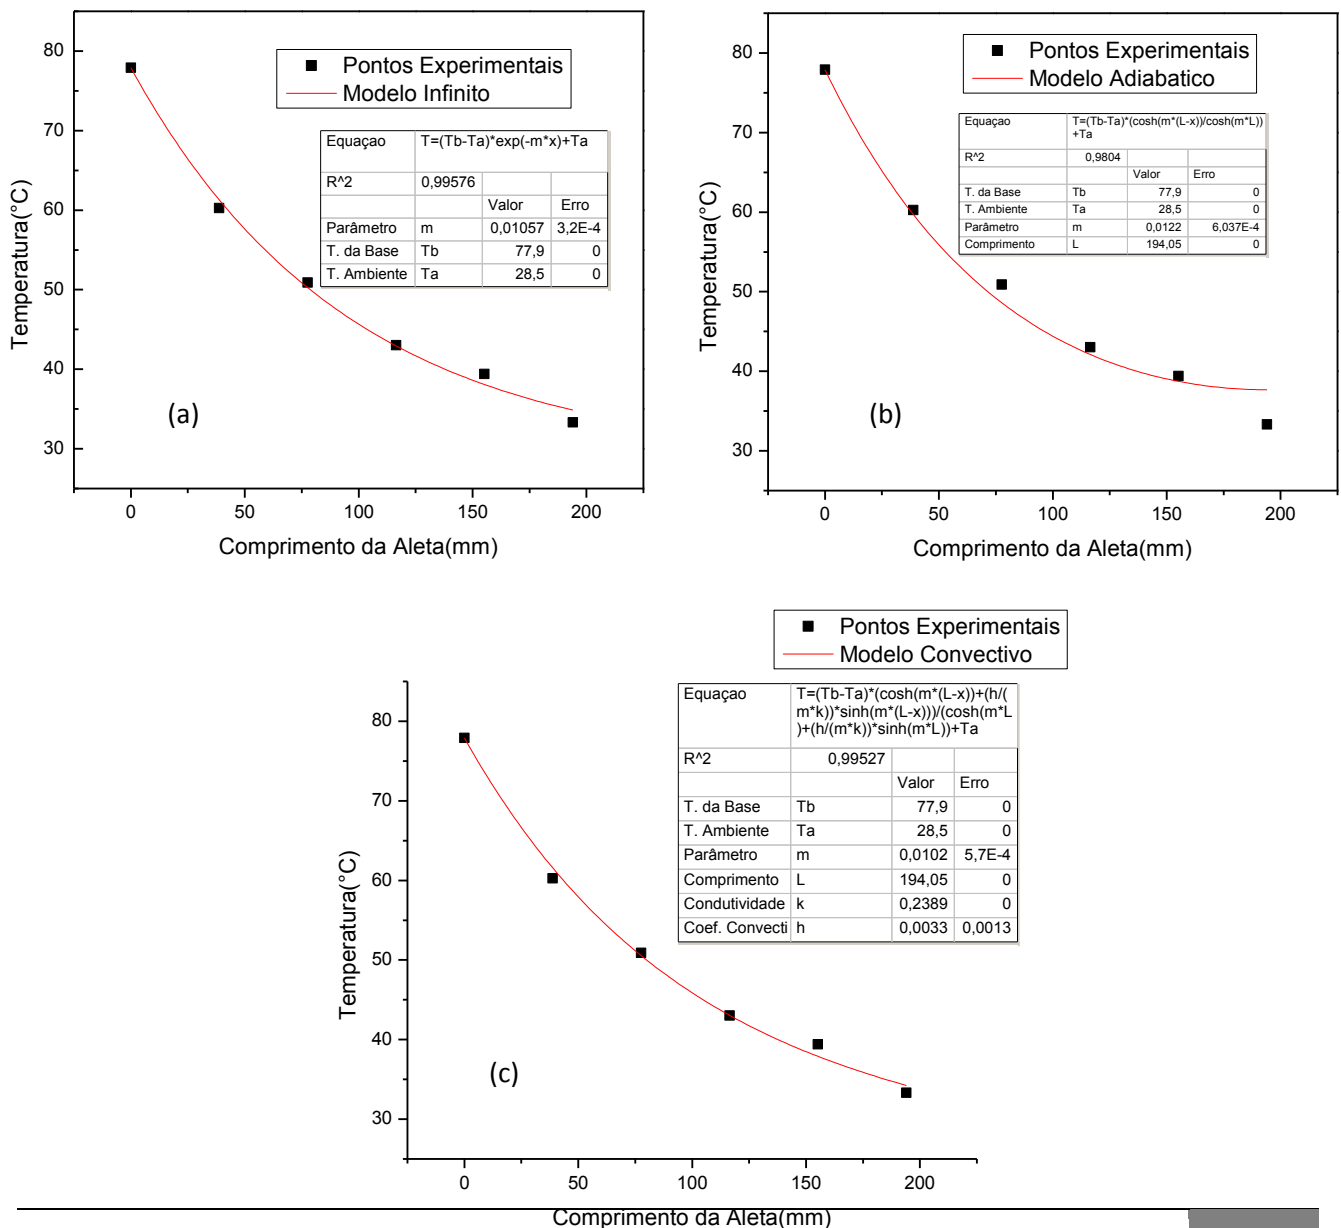 Pontos Experimentais
Modelo Infinito
Equaçao T=(Tb-Ta)*exp(-m*x)+Ta
R^2 0,99576
Valor Erro
Parâmetro m 0,01057 3,2E-4
T. da Base Tb 77,9 0
T. Ambiente Ta 28,5 0
80
70
60
50
40
30
Temperatura(°C)
(a)
0 50 100 150 200
Comprimento da Aleta(mm)
Pontos Experimentais
Modelo Adiabatico
Equaçao T=(Tb-Ta)*(cosh(m*(L-x))/cosh(m*L))
+Ta
R^2 0,9804
Valor Erro
T. da Base Tb 77,9 0
T. Ambiente Ta 28,5 0
Parâmetro m 0,0122 6,037E-4
Comprimento L 194,05 0
80
70
60
50
40
30
Temperatura(°C)
(b)
0 50 100 150 200
Comprimento da Aleta(mm)
Pontos Experimentais
Modelo Convectivo
Equaçao T=(Tb-Ta)*(cosh(m*(L-x))+(h/(
m*k))*sinh(m*(L-x)))/(cosh(m*L
)+(h/(m*k))*sinh(m*L))+Ta
R^2 0,99527
Valor Erro
T. da Base Tb 77,9 0
T. Ambiente Ta 28,5 0
Parâmetro m 0,0102 5,7E-4
Comprimento L 194,05 0
Condutividade k 0,2389 0
Coef. Convecti h 0,0033 0,0013
80
70
60
50
40
30
Temperatura(°C)
(c)
0 50 100 150 200
Comprimento da Aleta(mm)